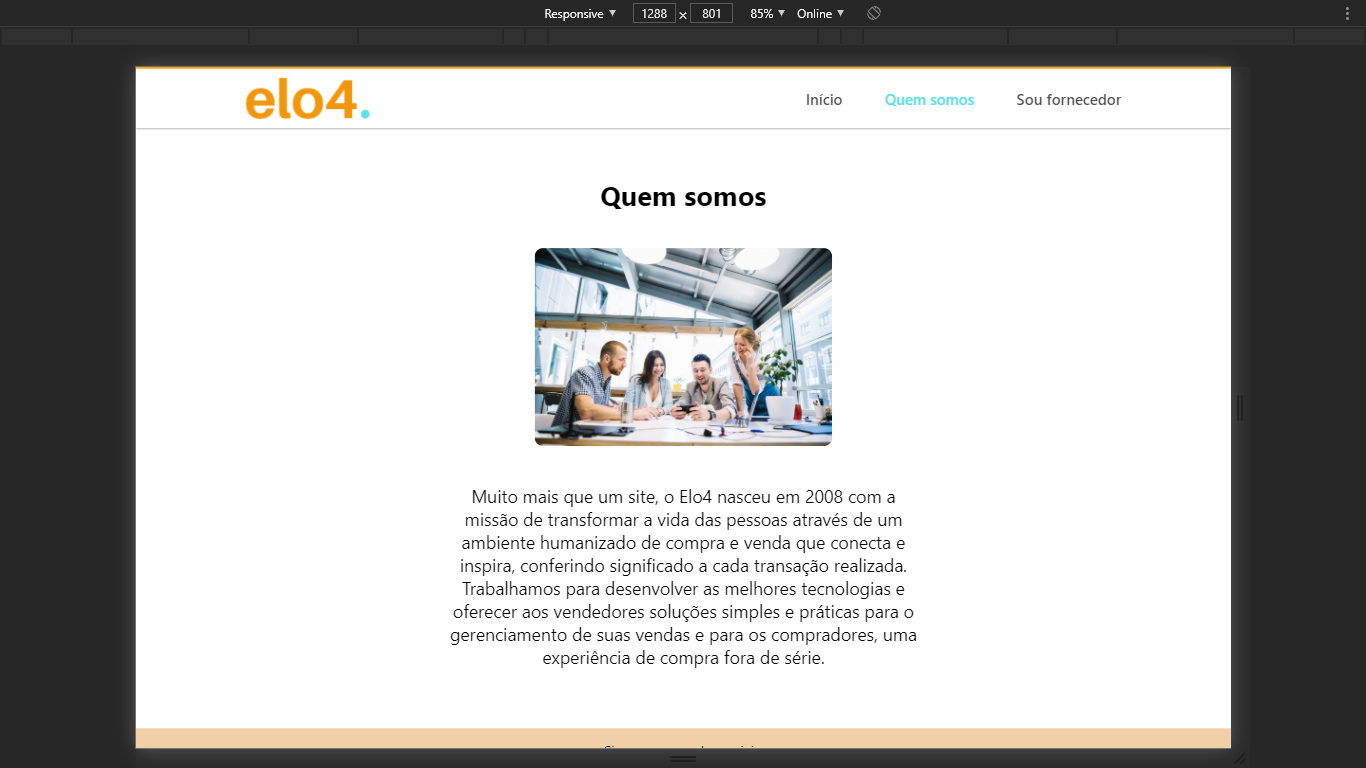 Responsive ▼ 1288 × 801 85% ▼ Online ▼
elo4.
Início Quem somos Sou fornecedor
Quem somos
Muito mais que um site, o Elo4 nasceu em 2008 com a
missão de transformar a vida das pessoas através de um
ambiente humanizado de compra e venda que conecta e
inspira, conferindo significado a cada transação realizada.
Trabalhamos para desenvolver as melhores tecnologias e
oferecer aos vendedores soluções simples e práticas para o
gerenciamento de suas vendas e para os compradores, uma
experiência de compra fora de série.